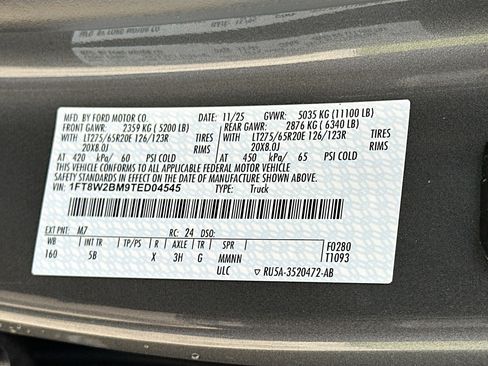 MFD. BY FORD MOTOR CO. DATE: 11/25 GVWR: 5035 KG (11100 LB)
FRONT GAWR: 2359 KG (5200 LB) REAR GAWR: 2876 KG (6340 LB)
WITH LT275/65R20E 126/123R TIRES WITH LT275/65R20E 126/123R TIRES
20X8.0J RIMS 20X8.0J RIMS
AT 420 kPa/ 60 PSI COLD AT 450 kPa/ 65 PSI COLD
THIS VEHICLE CONFORMS TO ALL APPLICABLE FEDERAL MOTOR VEHICLE
SAFETY STANDARDS IN EFFECT ON THE DATE OF MANUFACTURE SHOWN ABOVE.
VIN: 1FT8W2BM9TED04545 TYPE: Truck
EXT PNT: M7 RC: 24 DSO:
WB INT TR TP/PS R AXLE TR SPR F0280
160 5B X 3H G MMNN T1093
ULC RU5A-3520472-AB